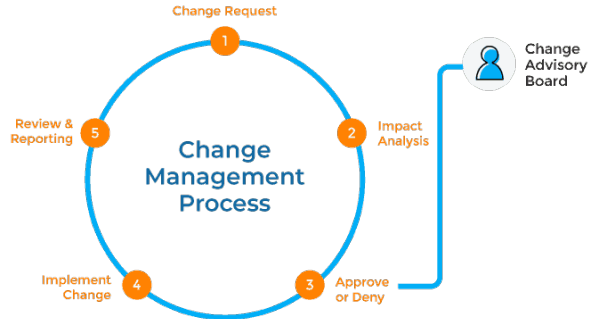 Change Request
1
Change
Advisory
Board
Review &
Reporting
5
2
Impact
Analysis
Change
Management
Process
Implement
Change
4
3
Approve
or Deny